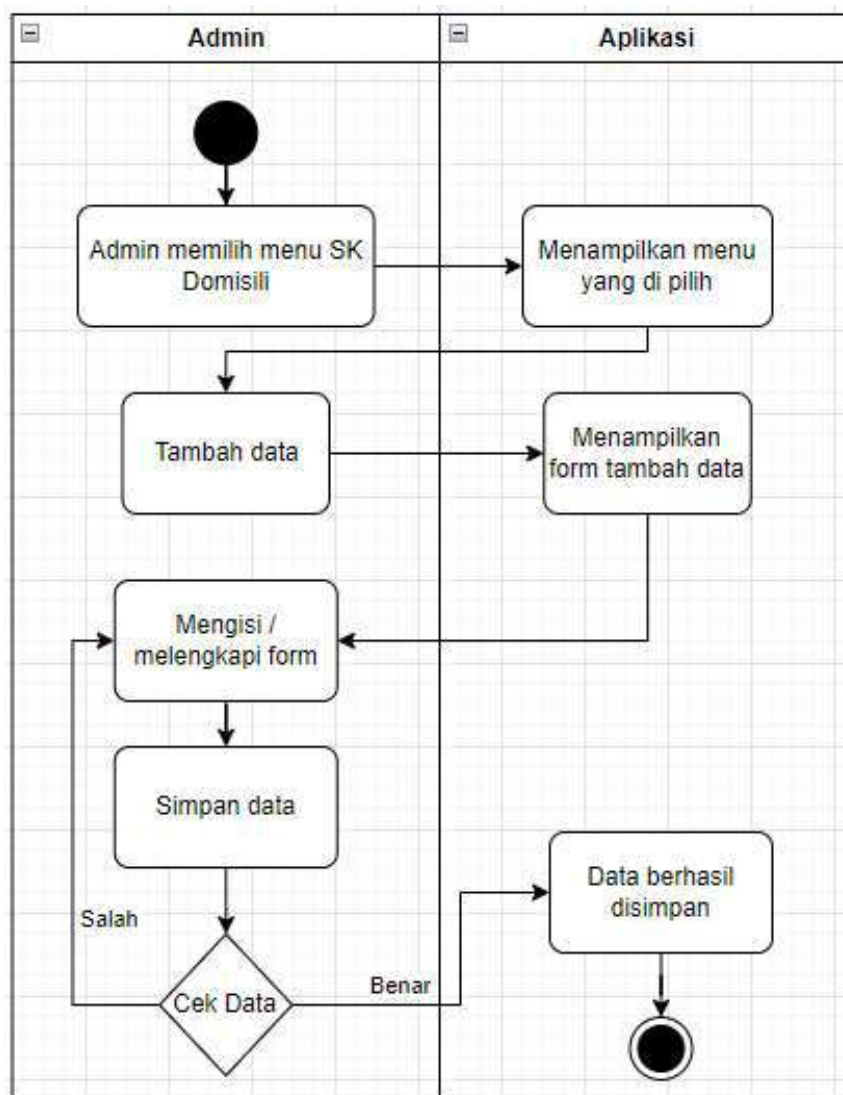 Admin
Aplikasi
Admin memilih menu SK
Domisili
Menampilkan menu
yang di pilih
Tambah data
Menampilkan
form tambah data
Mengisi /
melengkapi form
Simpan data
Data berhasil
disimpan
Salah
Cek Data
Benar